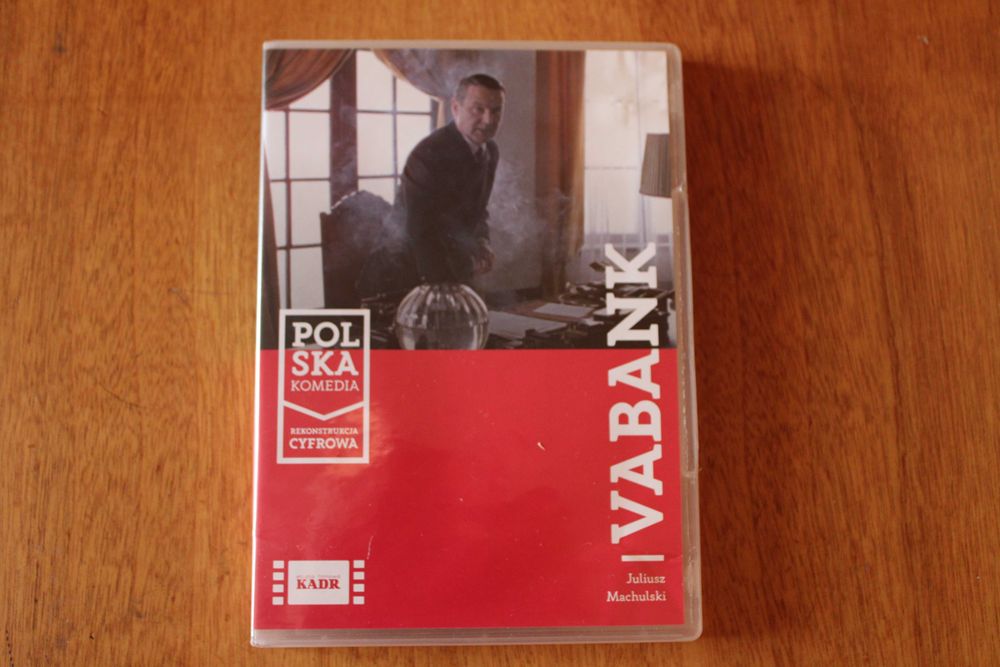 POL
SKA
KOMEDIA
REKONSTRUKCJA
CYFROWA
VABANK
Juliusz
Machulski
KADR